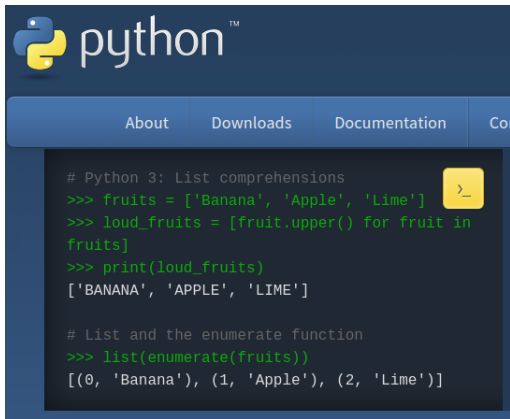 python™
About Downloads Documentation
# Python 3: List comprehensions
>>> fruits = ['Banana', 'Apple', 'Lime']
>>> loud_fruits = [fruit.upper() for fruit in
fruits]
>>> print(loud_fruits)
['BANANA', 'APPLE', 'LIME']
# List and the enumerate function
>>> list(enumerate(fruits))
[(0, 'Banana'), (1, 'Apple'), (2, 'Lime')]